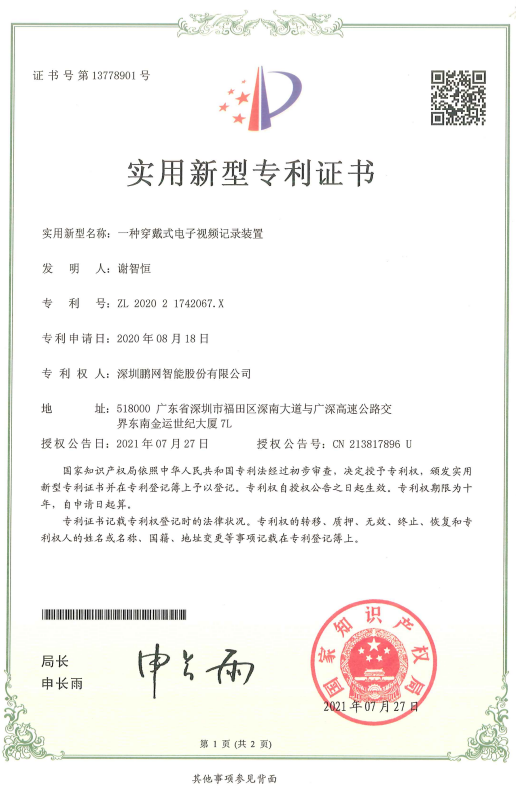 证书号第13778901号
实用新型专利证书
实用新型名称：一种穿戴式电子视频记录装置
发明人：谢智恒
专利号：ZL 2020 2 1742067.X
专利申请日：2020年08月18日
专利权人：深圳鹏网智能股份有限公司
地址：518000 广东省深圳市福田区深南大道与广深高速公路交
界东南金运世纪大厦7L
授权公告日：2021年07月27日 授权公告号：CN 213817896 U
国家知识产权局依照中华人民共和国专利法经过初步审查，决定授予专利权，颁发实用
新型专利证书并在专利登记簿上予以登记。专利权自授权公告之日起生效。专利权期限为十
年，自申请日起算。
专利证书记载专利权登记时的法律状况。专利权的转移、质押、无效、终止、恢复和专
利权人的姓名或名称、国籍、地址变更等事项记载在专利登记簿上。
局长
申长雨
申长雨
国家知识产权局
2021年07月27日
第 1 页 (共 2 页)
其他事项参见背面